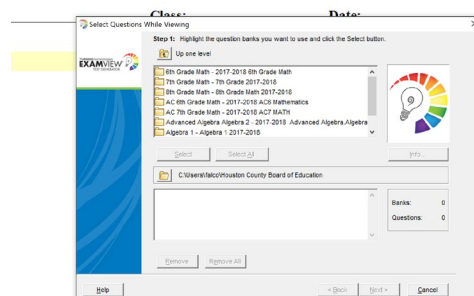 Class: Date:
Select Questions While Viewing
Step 1: Highlight the question banks you want to use and click the Select button.
Up one level
EXAMVIEW
6th Grade Math - 2017-2018 6th Grade Math
7th Grade Math - 7th Grade 2017-2018
8th Grade Math - 8th Grade Math 2017-2018
AC 6th Grade Math - 2017-2018 AC6 Mathematics
AC 7th Grade Math - 2017-2018 AC7 MATH
Advanced Algebra Algebra 2 - 2017-2018 Advanced Algebra.Algebra
Algebra 1 - Algebra 1 2017-2018
Select Select All Info...
C:\Users\falco\Houston County Board of Education
Banks: 0
Questions: 0
Remove Remove All
Help < Back Next > Cancel